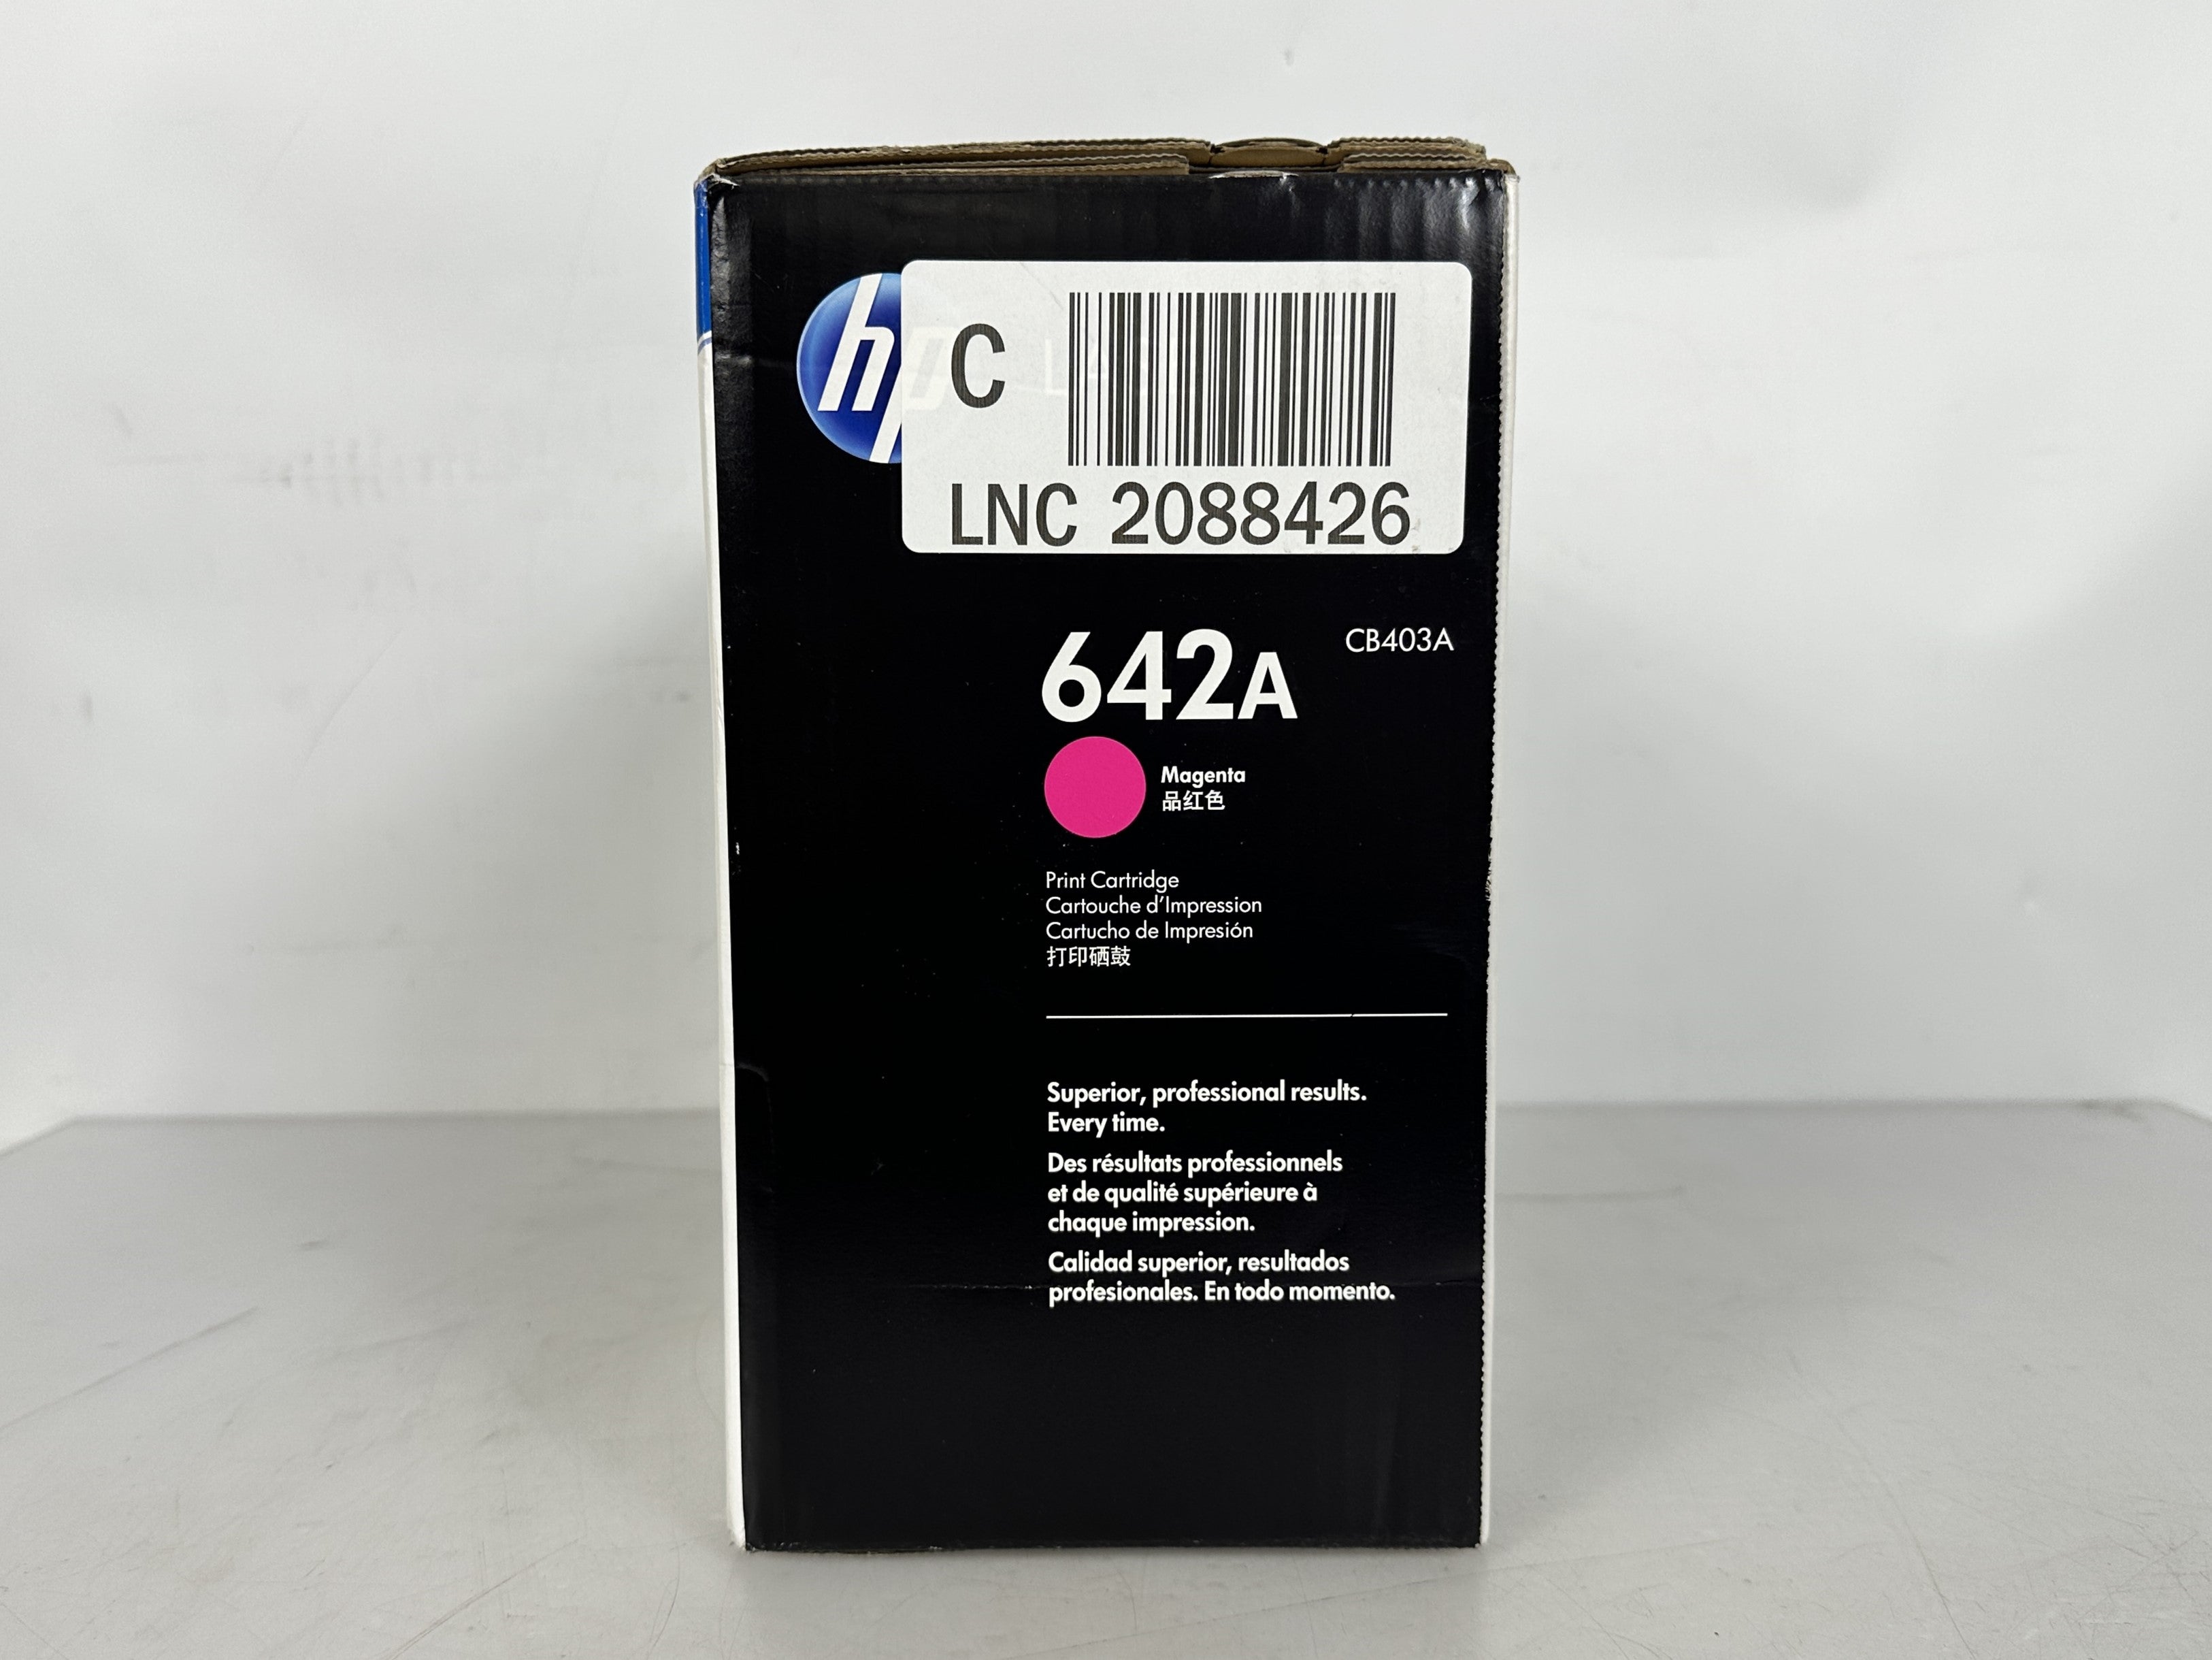 hp C
LNC 2088426
642A CB403A
Magenta
品红色
Print Cartridge
Cartouche d'Impression
Cartucho de Impresión
打印硒鼓
Superior, professional results.
Every time.
Des résultats professionnels
et de qualité supérieure à
chaque impression.
Calidad superior, resultados
profesionales. En todo momento.